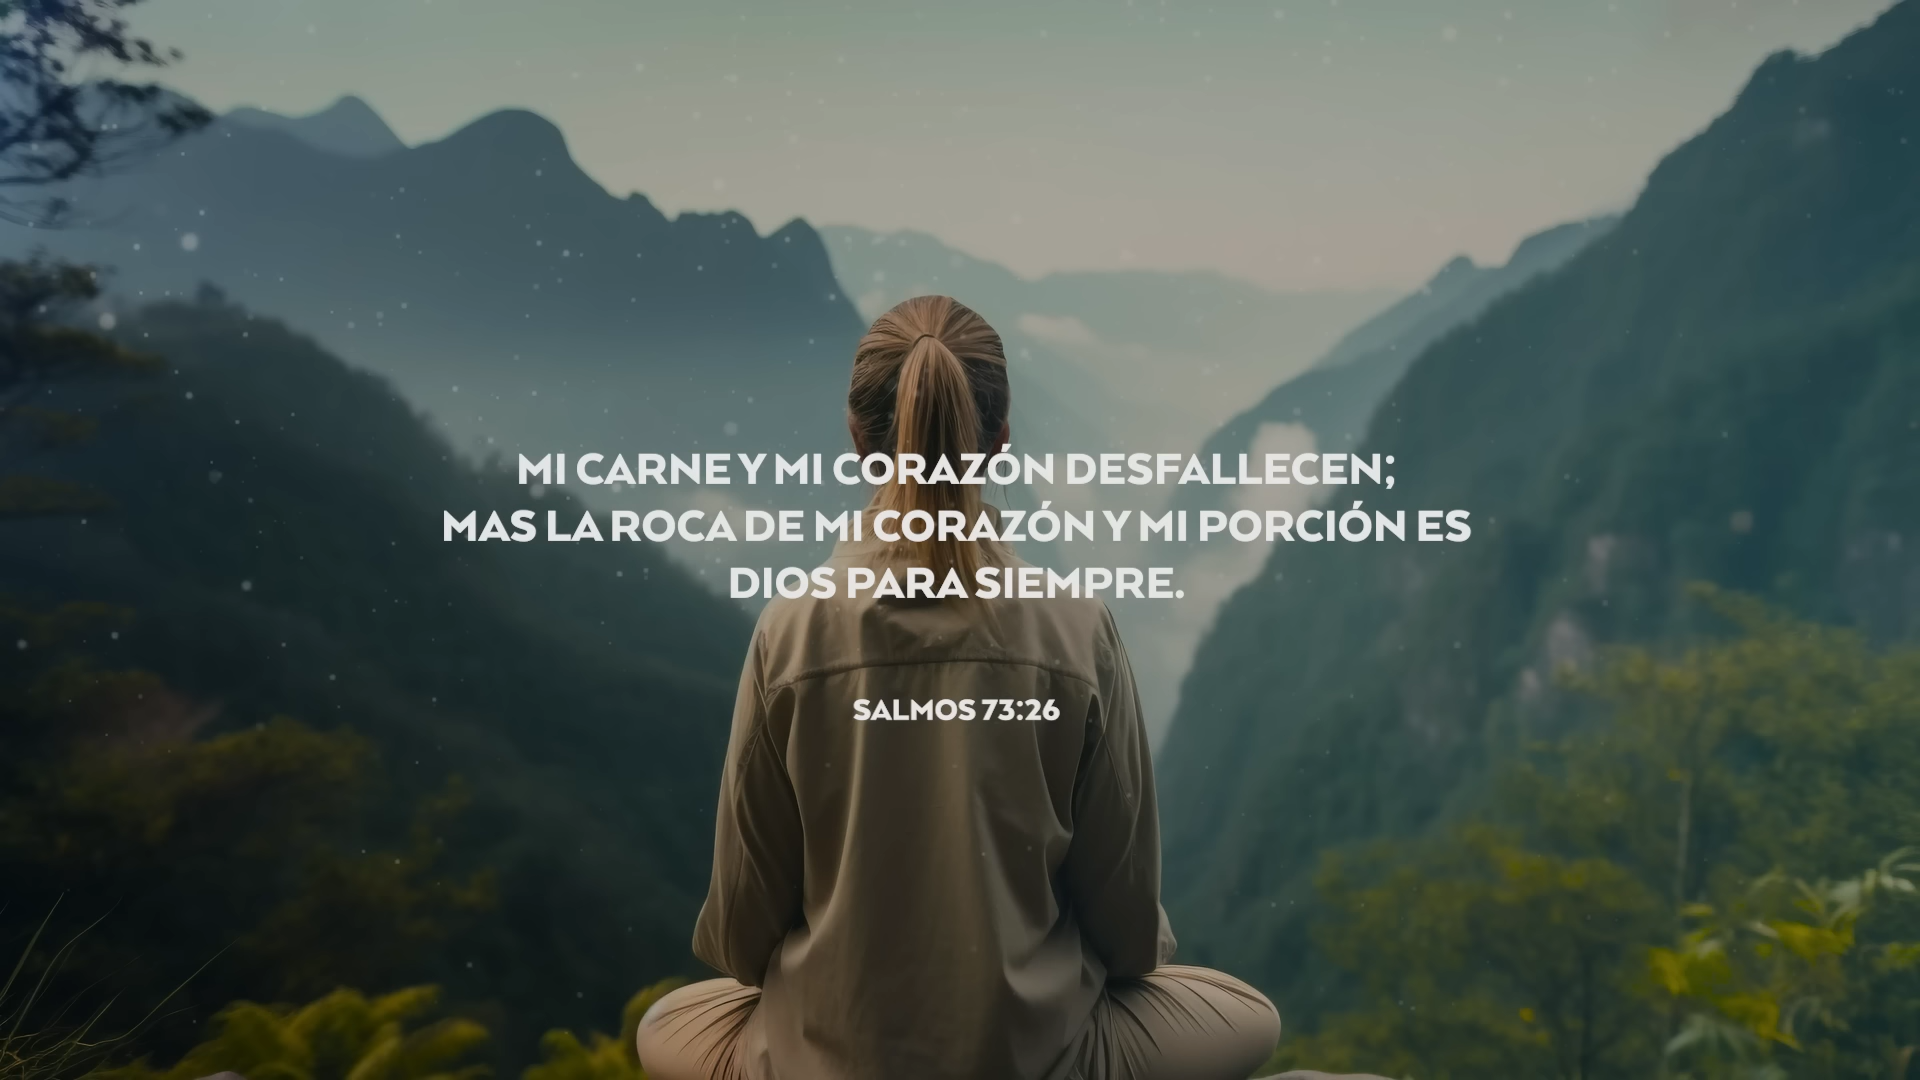 MI CARNE Y MI CORAZÓN DESFALLECEN;
MAS LA ROCA DE MI CORAZÓN Y MI PORCIÓN ES
DIOS PARA SIEMPRE.
SALMOS 73:26